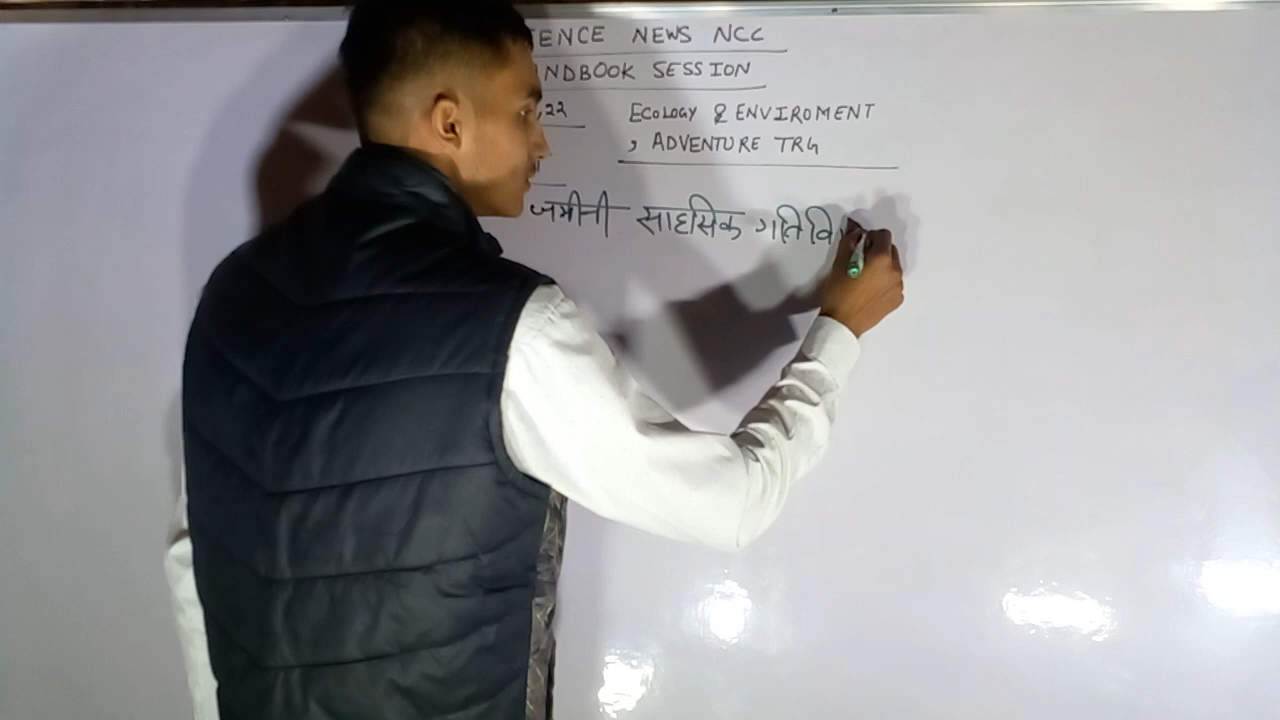 ENCE NEWS NCC
NDBOOK SESSION
,22 ECOLOGY & ENVIROMENT
, ADVENTURE TRG
जमीनी साहसिक गतिवि